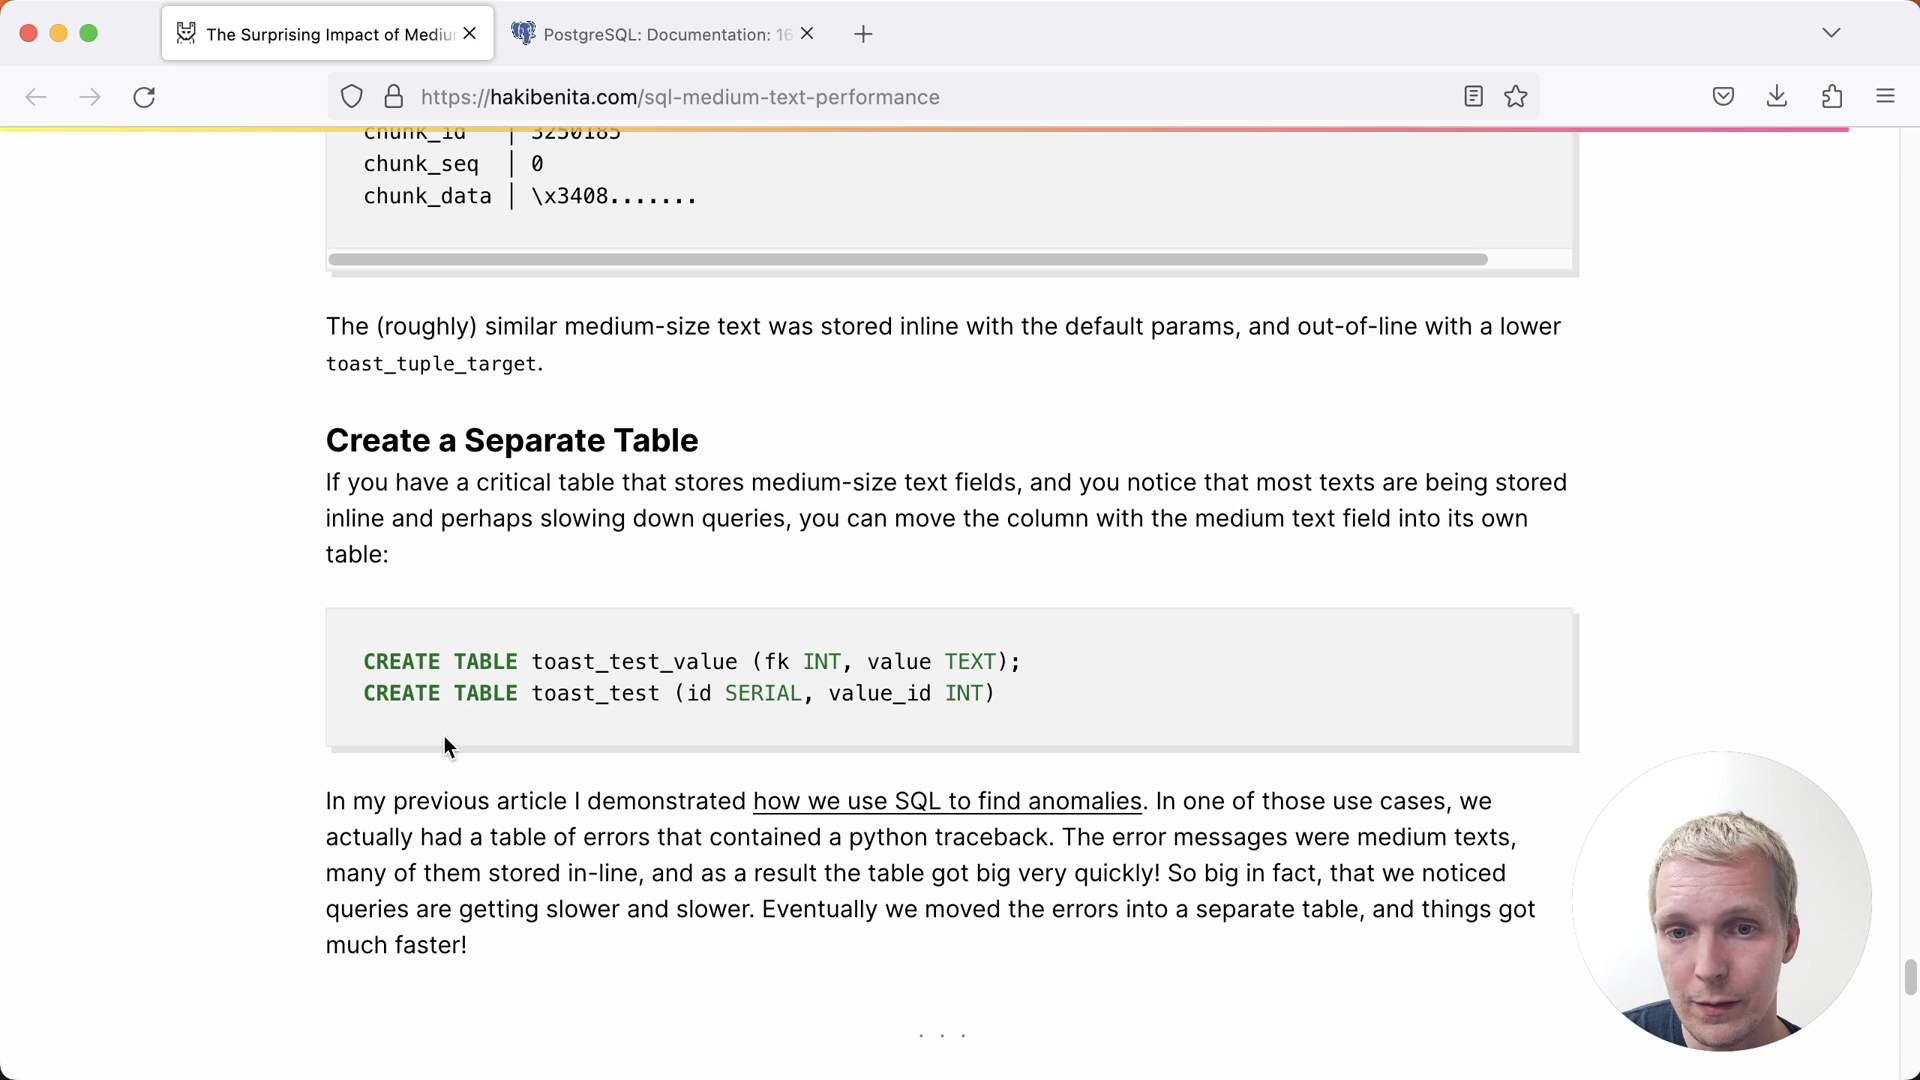 The Surprising Impact of Mediu
PostgreSQL: Documentation: 16
https://hakibenita.com/sql-medium-text-performance
chunk_id | 3250185
chunk_seq | 0
chunk_data | \x3408.......
The (roughly) similar medium-size text was stored inline with the default params, and out-of-line with a lower
toast_tuple_target.
Create a Separate Table
If you have a critical table that stores medium-size text fields, and you notice that most texts are being stored
inline and perhaps slowing down queries, you can move the column with the medium text field into its own
table:
CREATE TABLE toast_test_value (fk INT, value TEXT);
CREATE TABLE toast_test (id SERIAL, value_id INT)
In my previous article I demonstrated how we use SQL to find anomalies. In one of those use cases, we
actually had a table of errors that contained a python traceback. The error messages were medium texts,
many of them stored in-line, and as a result the table got big very quickly! So big in fact, that we noticed
queries are getting slower and slower. Eventually we moved the errors into a separate table, and things got
much faster!
. . .